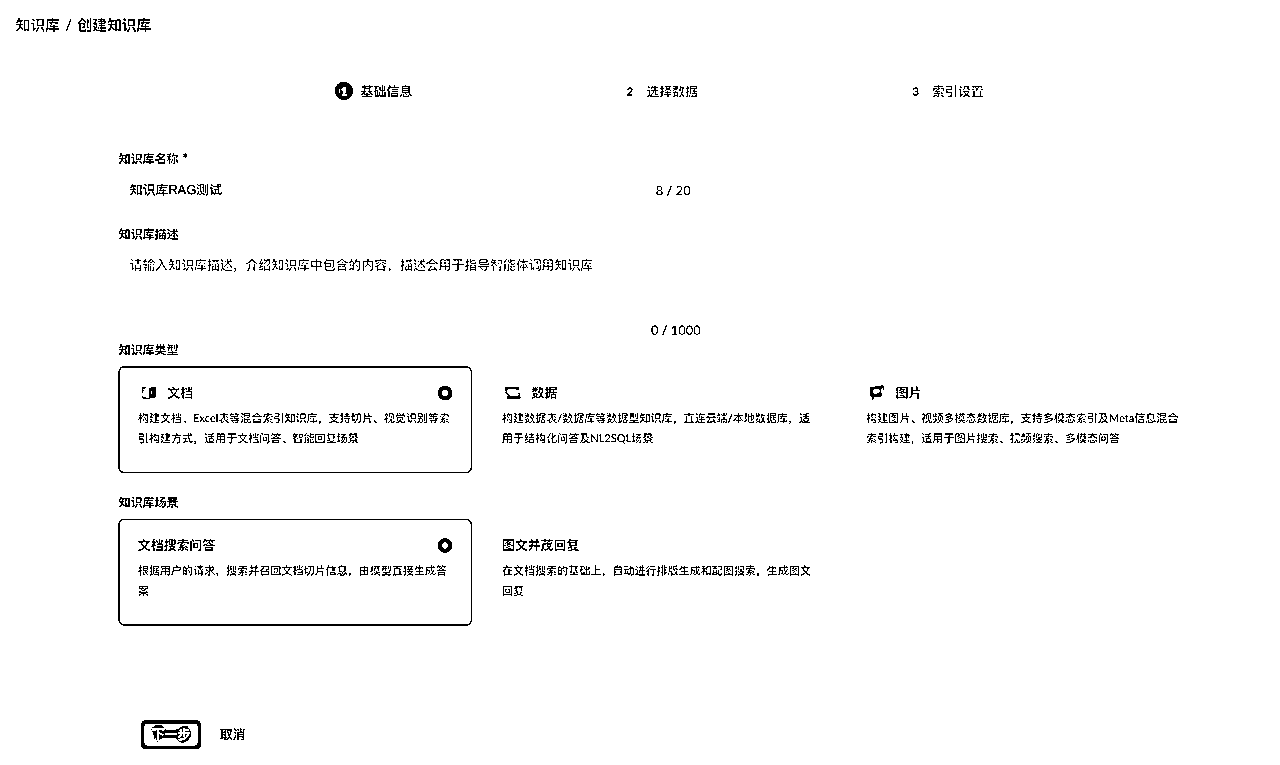 知识库 / 创建知识库
1 基础信息
2 选择数据
3 索引设置
知识库名称 *
知识库RAG测试
8 / 20
知识库描述
请输入知识库描述，介绍知识库中包含的内容，描述会用于指导智能体调用知识库
0 / 1000
知识库类型
文档
构建文档、Excel表等混合索引知识库，支持切片、视觉识别等索
引构建方式，适用于文档问答、智能回复场景
数据
构建数据表/数据库等数据型知识库，直连云端/本地数据库，适
用于结构化问答及NL2SQL场景
图片
构建图片、视频多模态数据库，支持多模态索引及Meta信息混合
索引构建，适用于图片搜索、视频搜索、多模态问答
知识库场景
文档搜索问答
根据用户的请求，搜索并召回文档切片信息，由模型直接生成答
案
图文并茂回复
在文档搜索的基础上，自动进行排版生成和配图搜索，生成图文
回复
下一步
取消